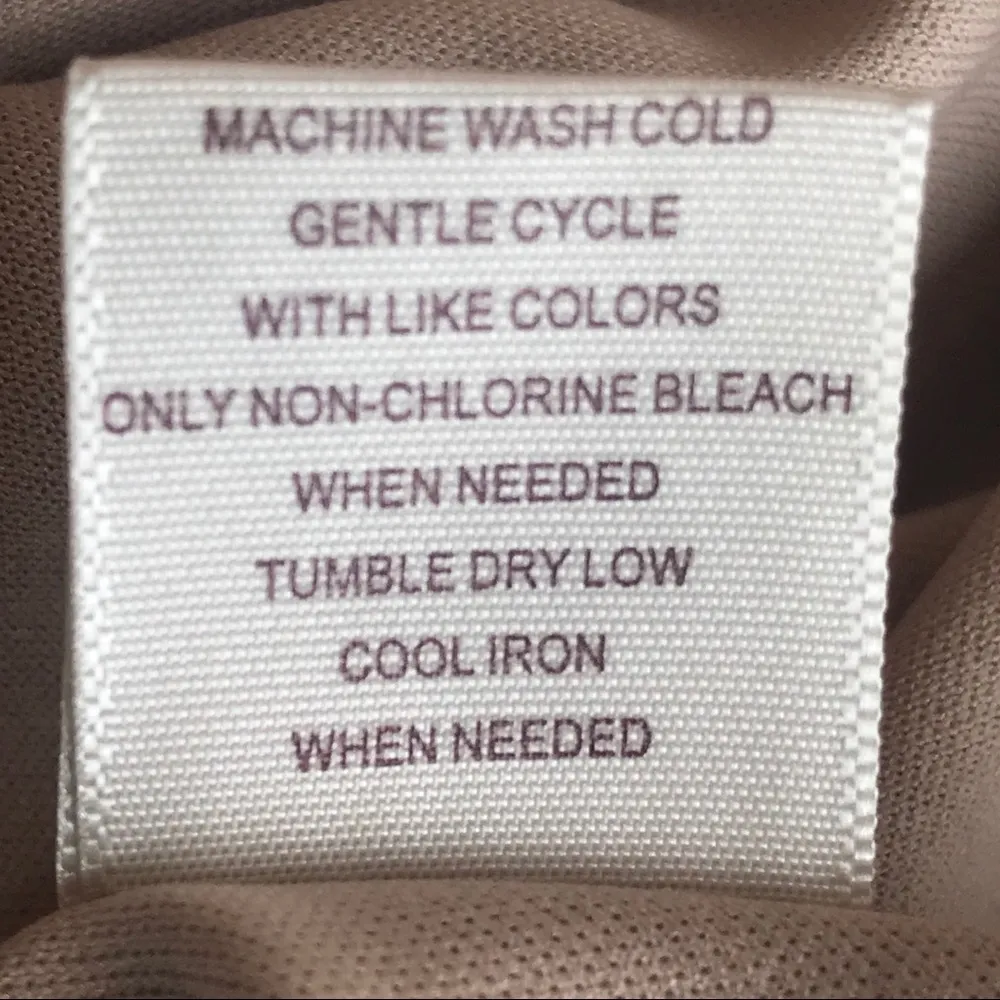 MACHINE WASH COLD
GENTLE CYCLE
WITH LIKE COLORS
ONLY NON-CHLORINE BLEACH
WHEN NEEDED
TUMBLE DRY LOW
COOL IRON
WHEN NEEDED